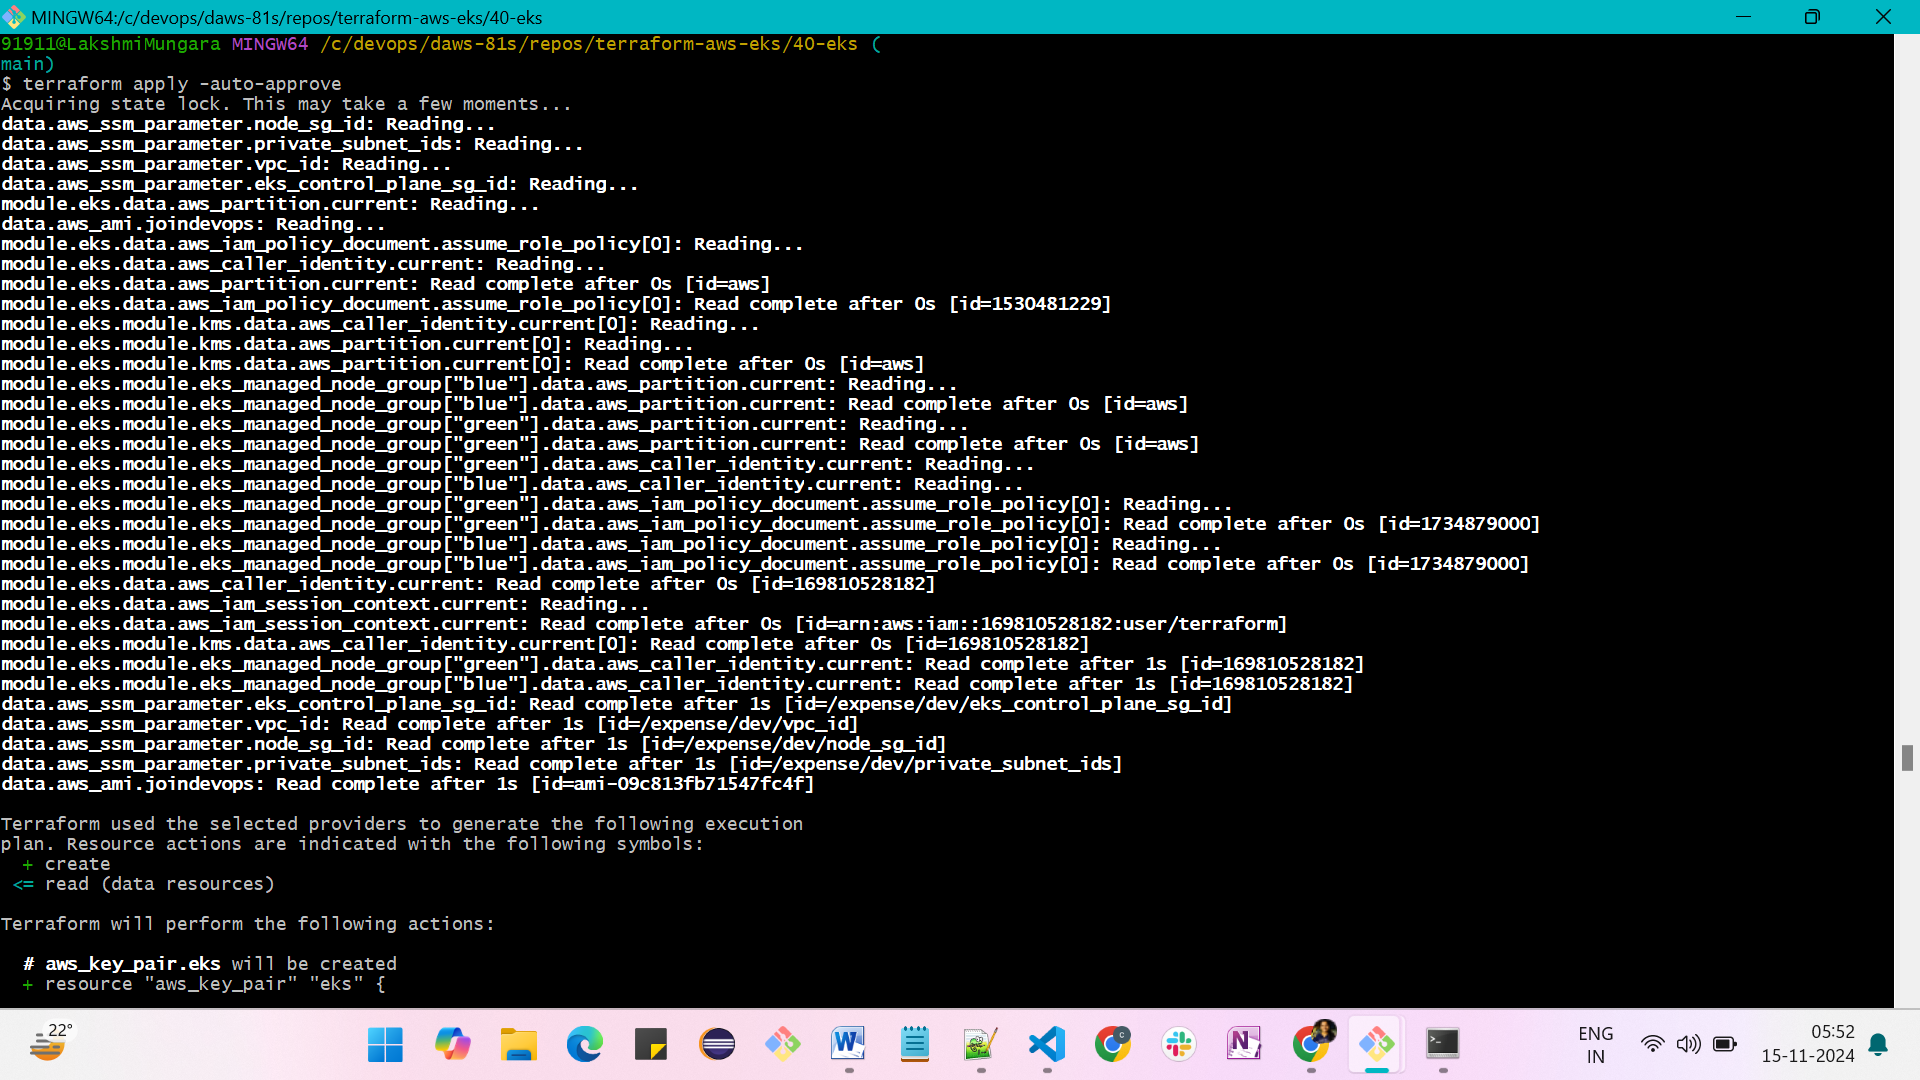 MINGW64:/c/devops/daws-81s/repos/terraform-aws-eks/40-eks
91911@LakshmiMungara MINGW64 /c/devops/daws-81s/repos/terraform-aws-eks/40-eks (
main)
$ terraform apply -auto-approve
Acquiring state lock. This may take a few moments...
data.aws_ssm_parameter.node_sg_id: Reading...
data.aws_ssm_parameter.private_subnet_ids: Reading...
data.aws_ssm_parameter.vpc_id: Reading...
data.aws_ssm_parameter.eks_control_plane_sg_id: Reading...
module.eks.data.aws_partition.current: Reading...
data.aws_ami.joindevops: Reading...
module.eks.data.aws_iam_policy_document.assume_role_policy[0]: Reading...
module.eks.data.aws_caller_identity.current: Reading...
module.eks.data.aws_partition.current: Read complete after 0s [id=aws]
module.eks.data.aws_iam_policy_document.assume_role_policy[0]: Read complete after 0s [id=1530481229]
module.eks.module.kms.data.aws_caller_identity.current[0]: Reading...
module.eks.module.kms.data.aws_partition.current[0]: Reading...
module.eks.module.kms.data.aws_partition.current[0]: Read complete after 0s [id=aws]
module.eks.module.eks_managed_node_group["blue"].data.aws_partition.current: Reading...
module.eks.module.eks_managed_node_group["blue"].data.aws_partition.current: Read complete after 0s [id=aws]
module.eks.module.eks_managed_node_group["green"].data.aws_partition.current: Reading...
module.eks.module.eks_managed_node_group["green"].data.aws_partition.current: Read complete after 0s [id=aws]
module.eks.module.eks_managed_node_group["green"].data.aws_caller_identity.current: Reading...
module.eks.module.eks_managed_node_group["blue"].data.aws_caller_identity.current: Reading...
module.eks.module.eks_managed_node_group["green"].data.aws_iam_policy_document.assume_role_policy[0]: Reading...
module.eks.module.eks_managed_node_group["green"].data.aws_iam_policy_document.assume_role_policy[0]: Read complete after 0s [id=1734879000]
module.eks.module.eks_managed_node_group["blue"].data.aws_iam_policy_document.assume_role_policy[0]: Reading...
module.eks.module.eks_managed_node_group["blue"].data.aws_iam_policy_document.assume_role_policy[0]: Read complete after 0s [id=1734879000]
module.eks.data.aws_caller_identity.current: Read complete after 0s [id=169810528182]
module.eks.data.aws_iam_session_context.current: Reading...
module.eks.data.aws_iam_session_context.current: Read complete after 0s [id=arn:aws:iam::169810528182:user/terraform]
module.eks.module.kms.data.aws_caller_identity.current[0]: Read complete after 0s [id=169810528182]
module.eks.module.eks_managed_node_group["green"].data.aws_caller_identity.current: Read complete after 1s [id=169810528182]
module.eks.module.eks_managed_node_group["blue"].data.aws_caller_identity.current: Read complete after 1s [id=169810528182]
data.aws_ssm_parameter.eks_control_plane_sg_id: Read complete after 1s [id=/expense/dev/eks_control_plane_sg_id]
data.aws_ssm_parameter.vpc_id: Read complete after 1s [id=/expense/dev/vpc_id]
data.aws_ssm_parameter.node_sg_id: Read complete after 1s [id=/expense/dev/node_sg_id]
data.aws_ssm_parameter.private_subnet_ids: Read complete after 1s [id=/expense/dev/private_subnet_ids]
data.aws_ami.joindevops: Read complete after 1s [id=ami-09c813fb71547fc4f]
Terraform used the selected providers to generate the following execution
plan. Resource actions are indicated with the following symbols:
+ create
<= read (data resources)
Terraform will perform the following actions:
# aws_key_pair.eks will be created
+ resource "aws_key_pair" "eks" {
22°
ENG
IN
05:52
15-11-2024